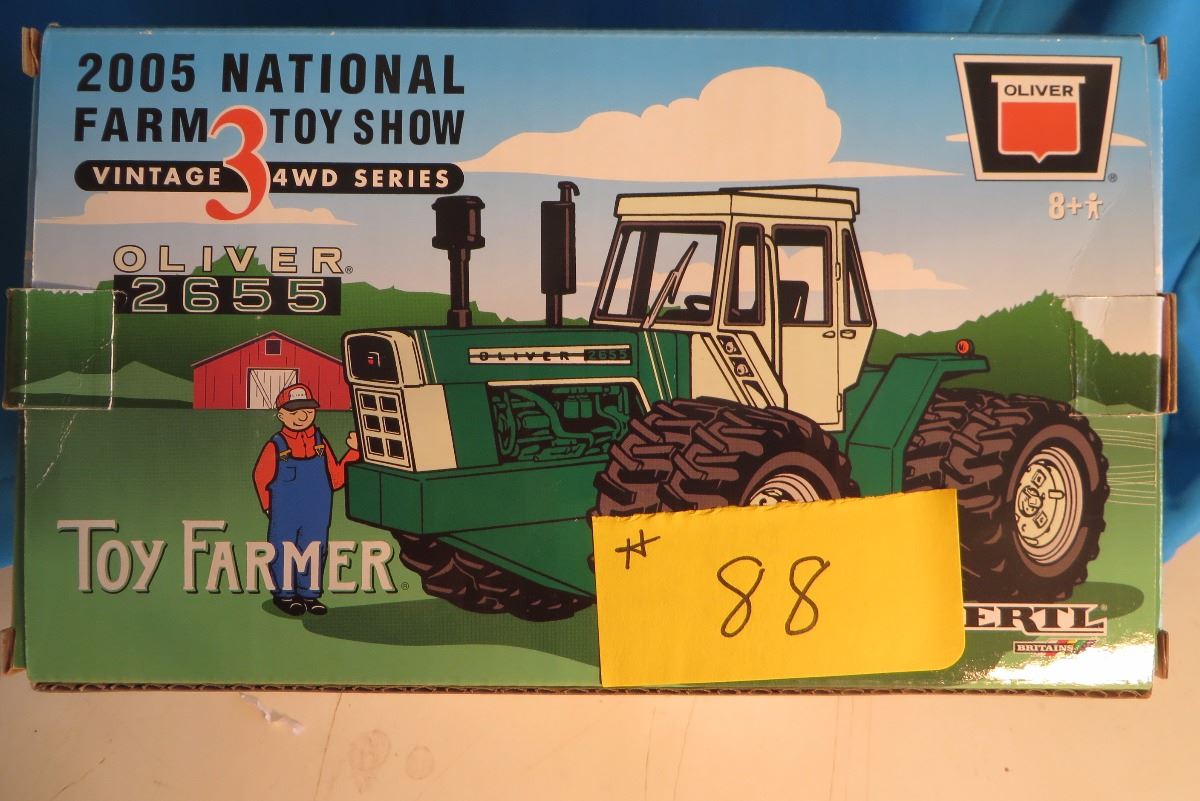 2005 NATIONAL
FARM 3 TOY SHOW
VINTAGE 4WD SERIES
OLIVER
®
8+
OLIVER®
2655
OLIVER 2655
TOY FARMER®
# 88
ERTL®
BRITAINS